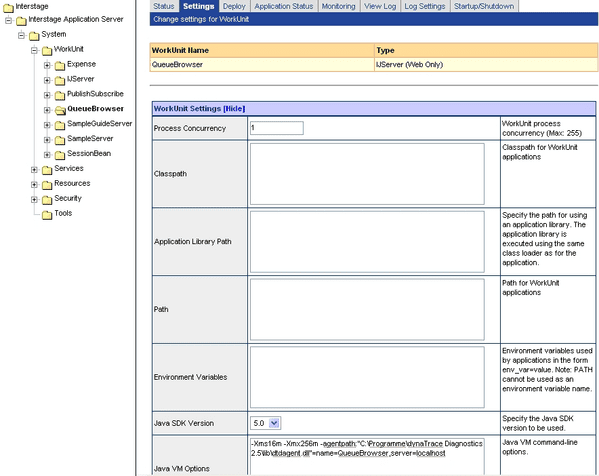 Interstage
Interstage Application Server
System
WorkUnit
Expense
IJServer
PublishSubscribe
QueueBrowser
SampleGuideServer
SampleServer
SessionBean
Services
Resources
Security
Tools
Status Settings Deploy Application Status Monitoring View Log Log Settings Startup/Shutdown
Change settings for WorkUnit
WorkUnit Name Type
QueueBrowser IJServer (Web Only)
WorkUnit Settings [Hide]
Process Concurrency 1 WorkUnit process
concurrency (Max: 255)
Classpath Classpath for WorkUnit
applications
Application Library Path Specify the path for using
an application library. The
application library is
executed using the same
class loader as for the
application.
Path Path for WorkUnit
applications
Environment Variables Environment variables used
by applications in the form
env_var=value. Note: PATH
cannot be used as an
environment variable name.
Java SDK Version 5.0 Specify the Java SDK
version to be used.
Java VM Options -Xms16m -Xmx256m -agentpath:"C:\Programme\dynaTrace Diagnostics
2.5\lib\dtdagent.dll"=name=QueueBrowser,server=localhost
Java VM command-line
options.